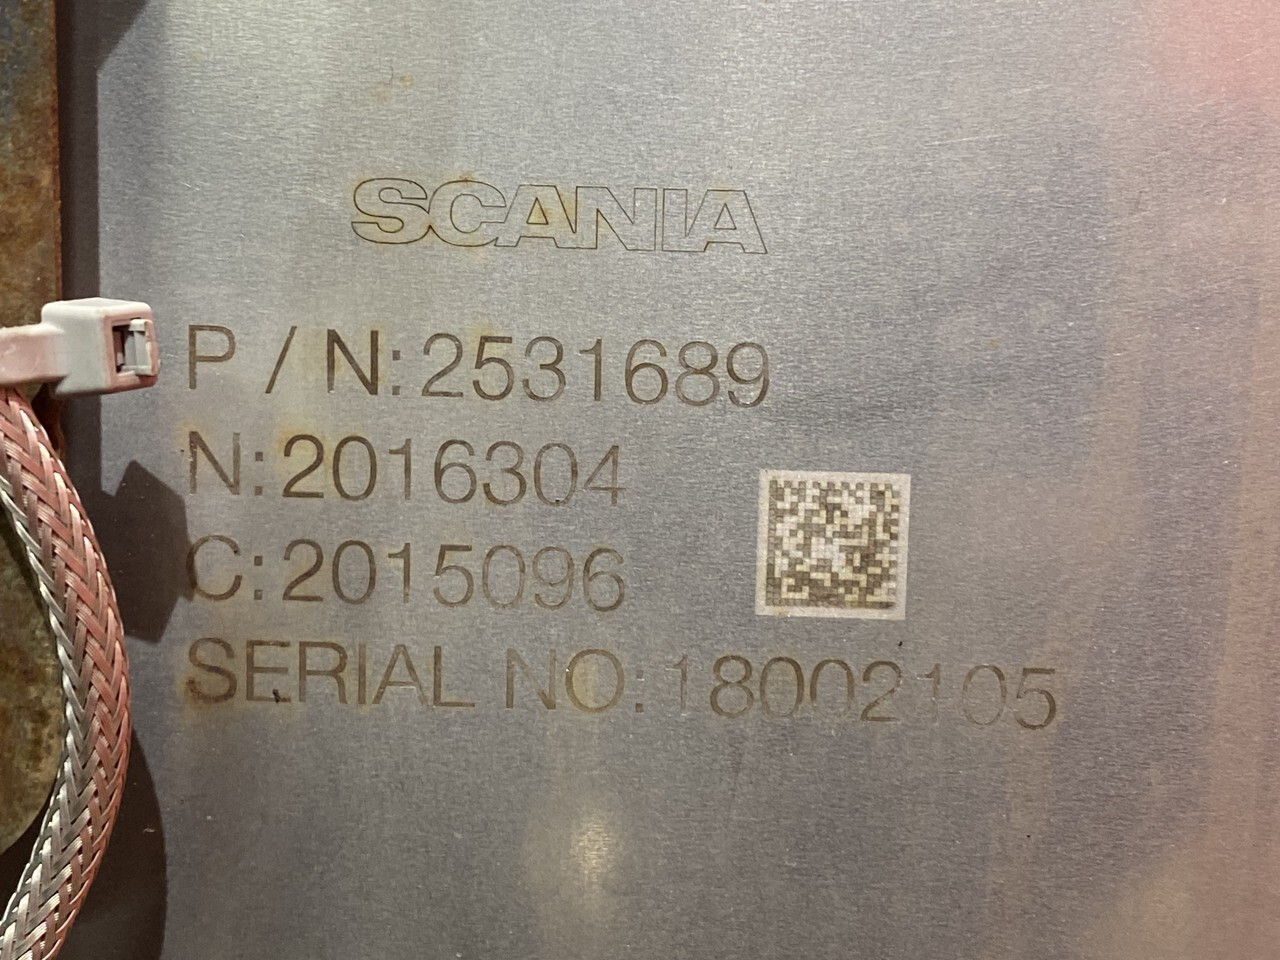 SCANIA
P / N: 2531689
N: 2016304
C: 2015096
SERIAL NO: 18002105